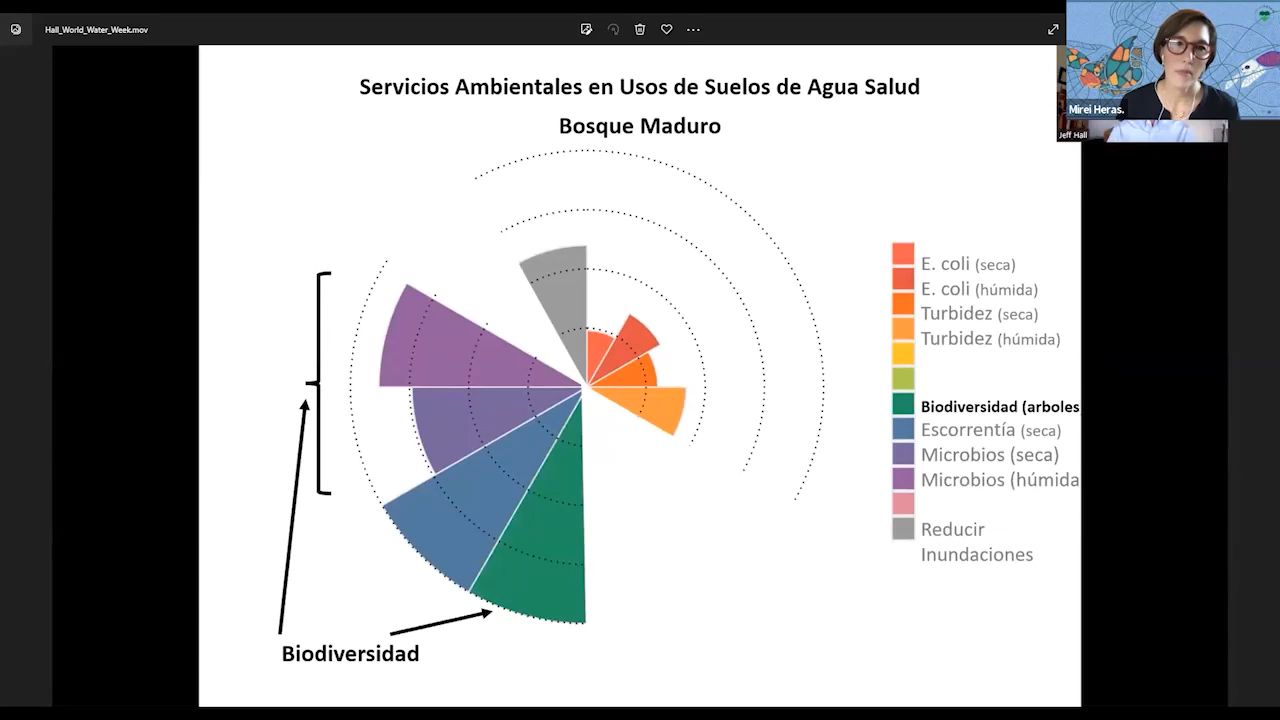 Hall_World_Water_Week.mov
Mirei Heras.
Jeff Hall
Servicios Ambientales en Usos de Suelos de Agua Salud
Bosque Maduro
E. coli (seca)
E. coli (húmida)
Turbidez (seca)
Turbidez (húmida)
Biodiversidad (arboles
Escorrentía (seca)
Microbios (seca)
Microbios (húmida
Reducir
Inundaciones
Biodiversidad